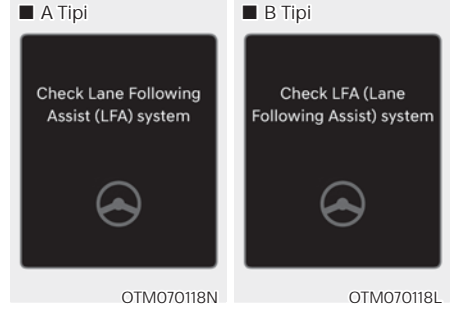 ■ A Tipi
Check Lane Following
Assist (LFA) system
OTM070118N
■ B Tipi
Check LFA (Lane
Following Assist) system
OTM070118L